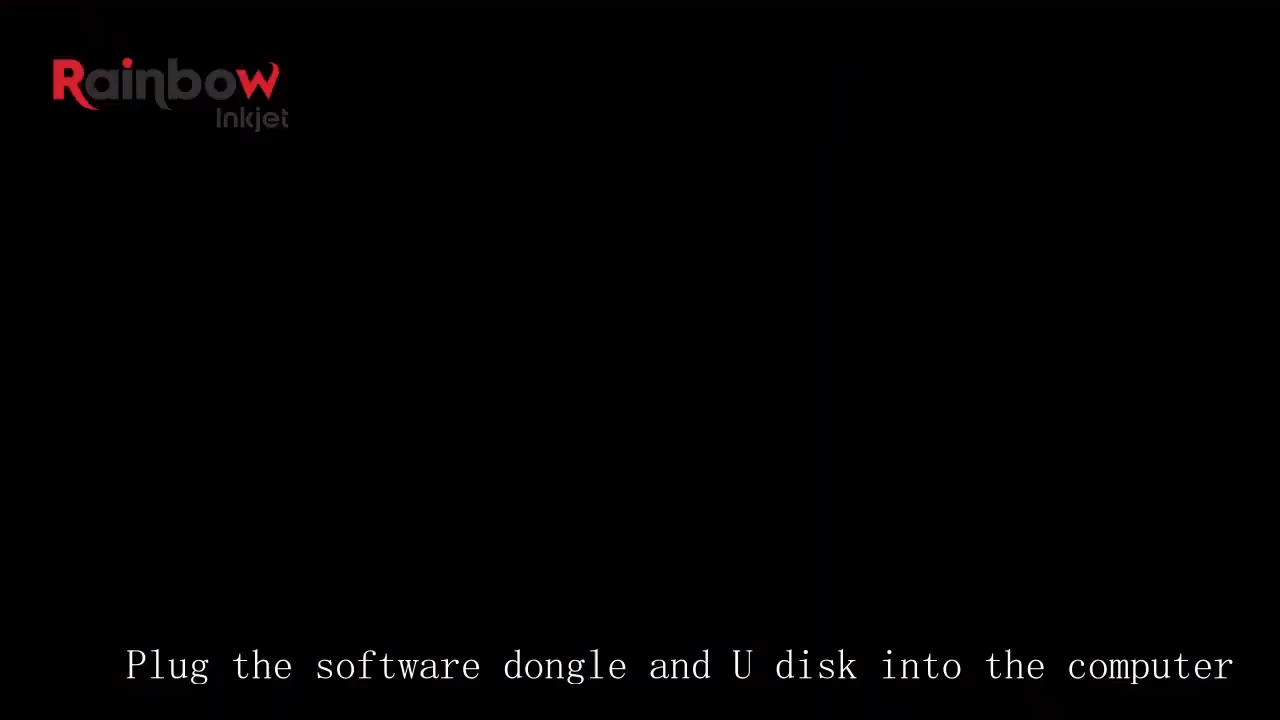 Rainbow
Inkjet
Plug the software dongle and U disk into the computer